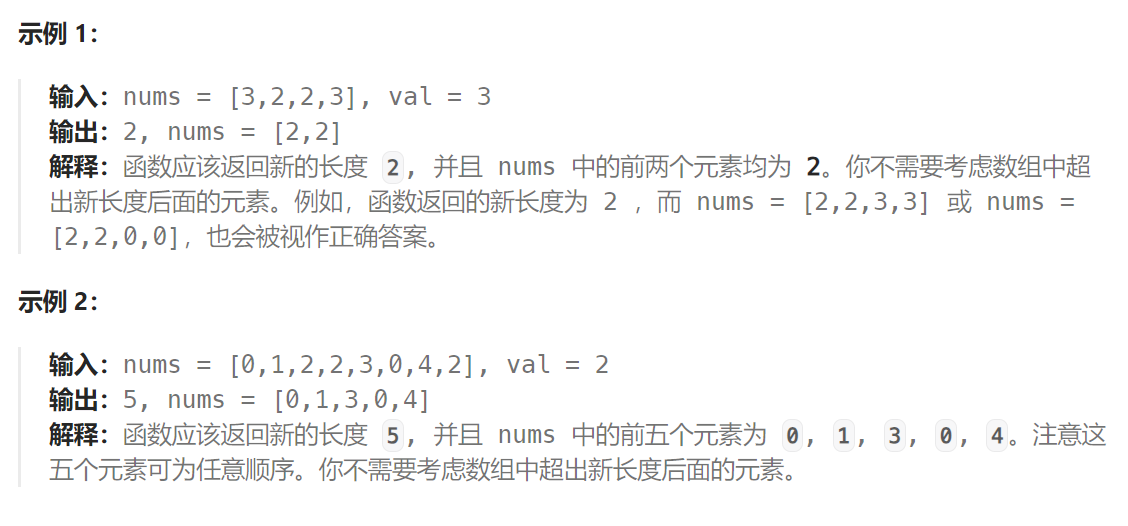 示例 1：
输入：nums = [3,2,2,3], val = 3
输出：2, nums = [2,2]
解释：函数应该返回新的长度 2, 并且 nums 中的前两个元素均为 2。你不需要考虑数组中超
出新长度后面的元素。例如，函数返回的新长度为 2 ，而 nums = [2,2,3,3] 或 nums =
[2,2,0,0]，也会被视作正确答案。
示例 2：
输入：nums = [0,1,2,2,3,0,4,2], val = 2
输出：5, nums = [0,1,3,0,4]
解释：函数应该返回新的长度 5, 并且 nums 中的前五个元素为 0, 1, 3, 0, 4。注意这
五个元素可为任意顺序。你不需要考虑数组中超出新长度后面的元素。